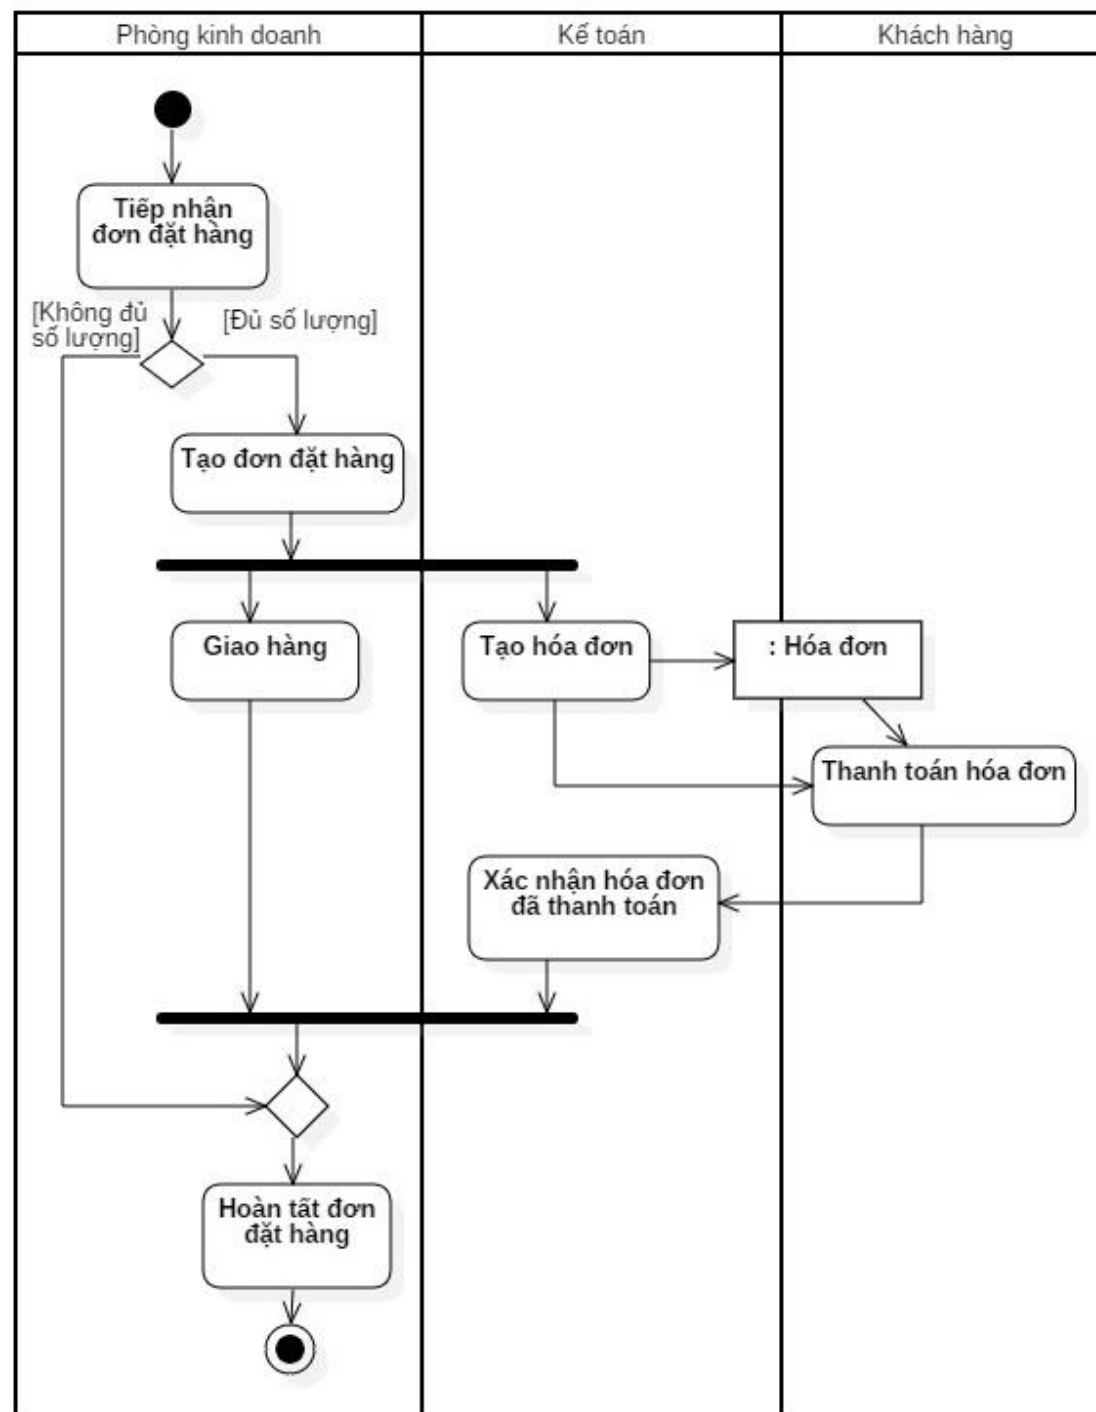 Phòng kinh doanh
Kế toán
Khách hàng
Tiếp nhận
đơn đặt hàng
[Không đủ
số lượng]
[Đủ số lượng]
Tạo đơn đặt hàng
Giao hàng
Tạo hóa đơn
: Hóa đơn
Thanh toán hóa đơn
Xác nhận hóa đơn
đã thanh toán
Hoàn tất đơn
đặt hàng